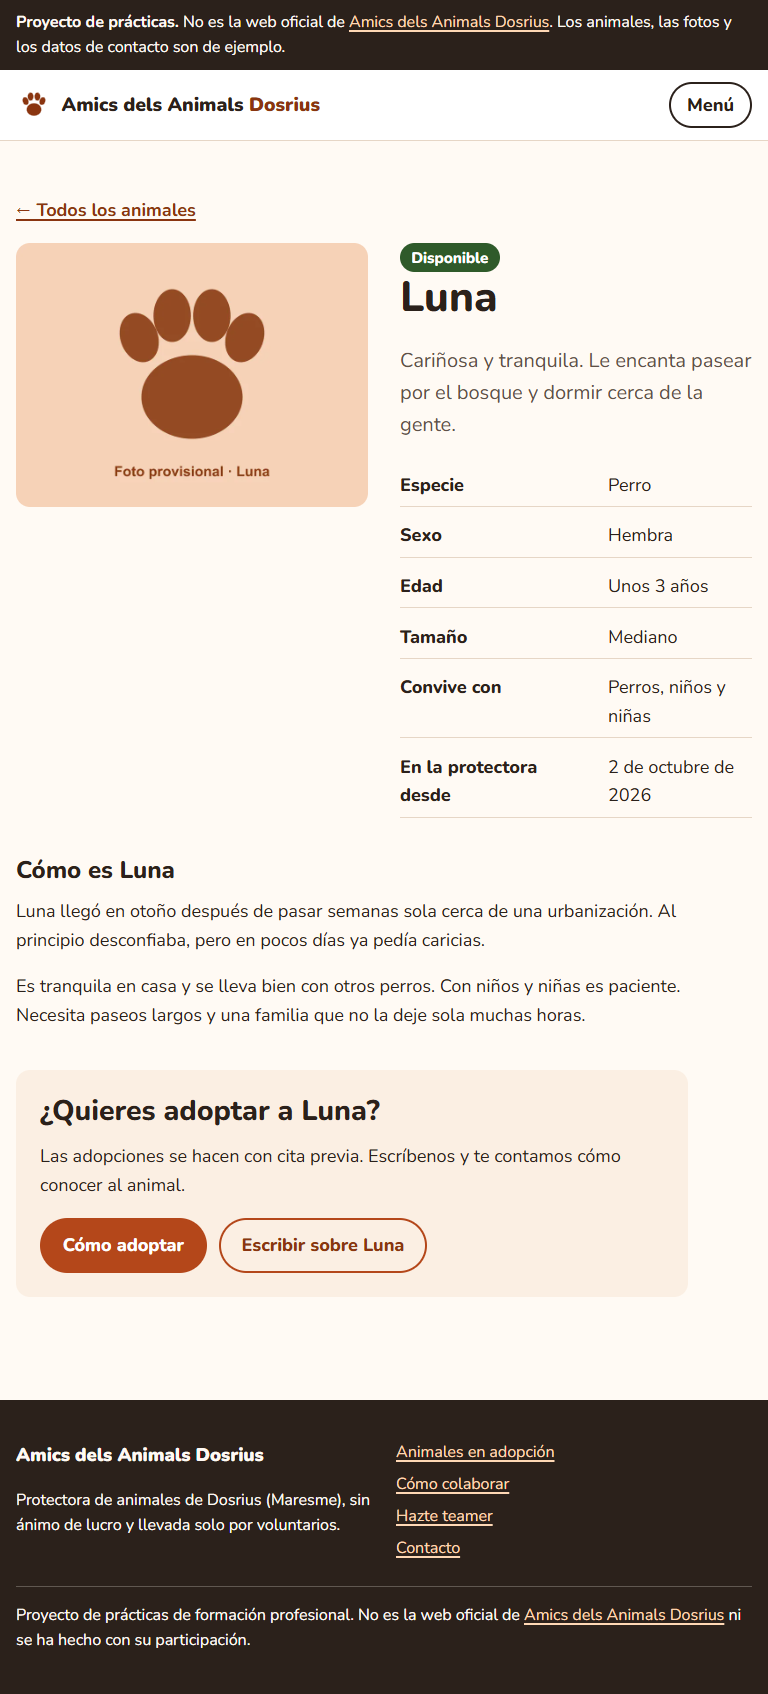 Proyecto de prácticas. No es la web oficial de Amics dels Animals Dosrius. Los animales, las fotos y
los datos de contacto son de ejemplo.
Amics dels Animals Dosrius
Menú
← Todos los animales
Foto provisional · Luna
Disponible
Luna
Cariñosa y tranquila. Le encanta pasear
por el bosque y dormir cerca de la
gente.
Especie Perro
Sexo Hembra
Edad Unos 3 años
Tamaño Mediano
Convive con Perros, niños y
niñas
En la protectora 2 de octubre de
desde 2026
Cómo es Luna
Luna llegó en otoño después de pasar semanas sola cerca de una urbanización. Al
principio desconfiaba, pero en pocos días ya pedía caricias.
Es tranquila en casa y se lleva bien con otros perros. Con niños y niñas es paciente.
Necesita paseos largos y una familia que no la deje sola muchas horas.
¿Quieres adoptar a Luna?
Las adopciones se hacen con cita previa. Escríbenos y te contamos cómo
conocer al animal.
Cómo adoptar
Escribir sobre Luna
Amics dels Animals Dosrius
Protectora de animales de Dosrius (Maresme), sin
ánimo de lucro y llevada solo por voluntarios.
Animales en adopción
Cómo colaborar
Hazte teamer
Contacto
Proyecto de prácticas de formación profesional. No es la web oficial de Amics dels Animals Dosrius ni
se ha hecho con su participación.